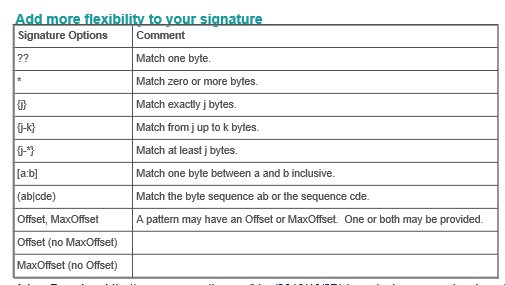 Add more flexibility to your signature
Signature Options Comment
?? Match one byte.
* Match zero or more bytes.
{j} Match exactly j bytes.
{j-k} Match from j up to k bytes.
{j-*} Match at least j bytes.
[a:b] Match one byte between a and b inclusive.
(ab|cde) Match the byte sequence ab or the sequence cde.
Offset, MaxOffset A pattern may have an Offset or MaxOffset. One or both may be provided.
Offset (no MaxOffset)
MaxOffset (no Offset)